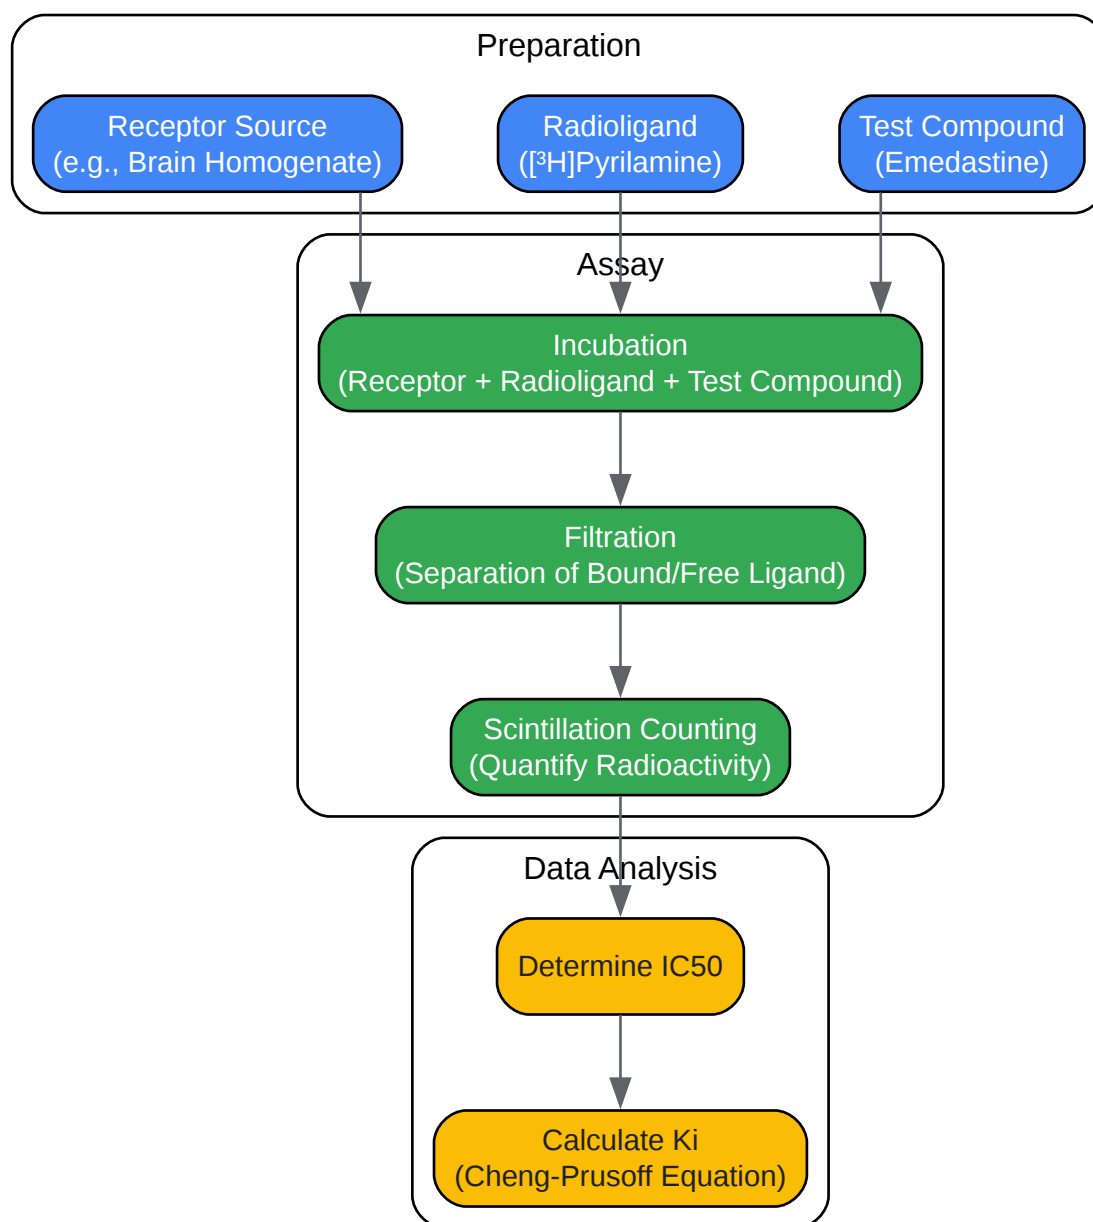 Preparation
Receptor Source
(e.g., Brain Homogenate)
Radioligand
([³H]Pyrilamine)
Test Compound
(Emedastine)
Assay
Incubation
(Receptor + Radioligand + Test Compound)
Filtration
(Separation of Bound/Free Ligand)
Scintillation Counting
(Quantify Radioactivity)
Data Analysis
Determine IC50
Calculate Ki
(Cheng-Prusoff Equation)